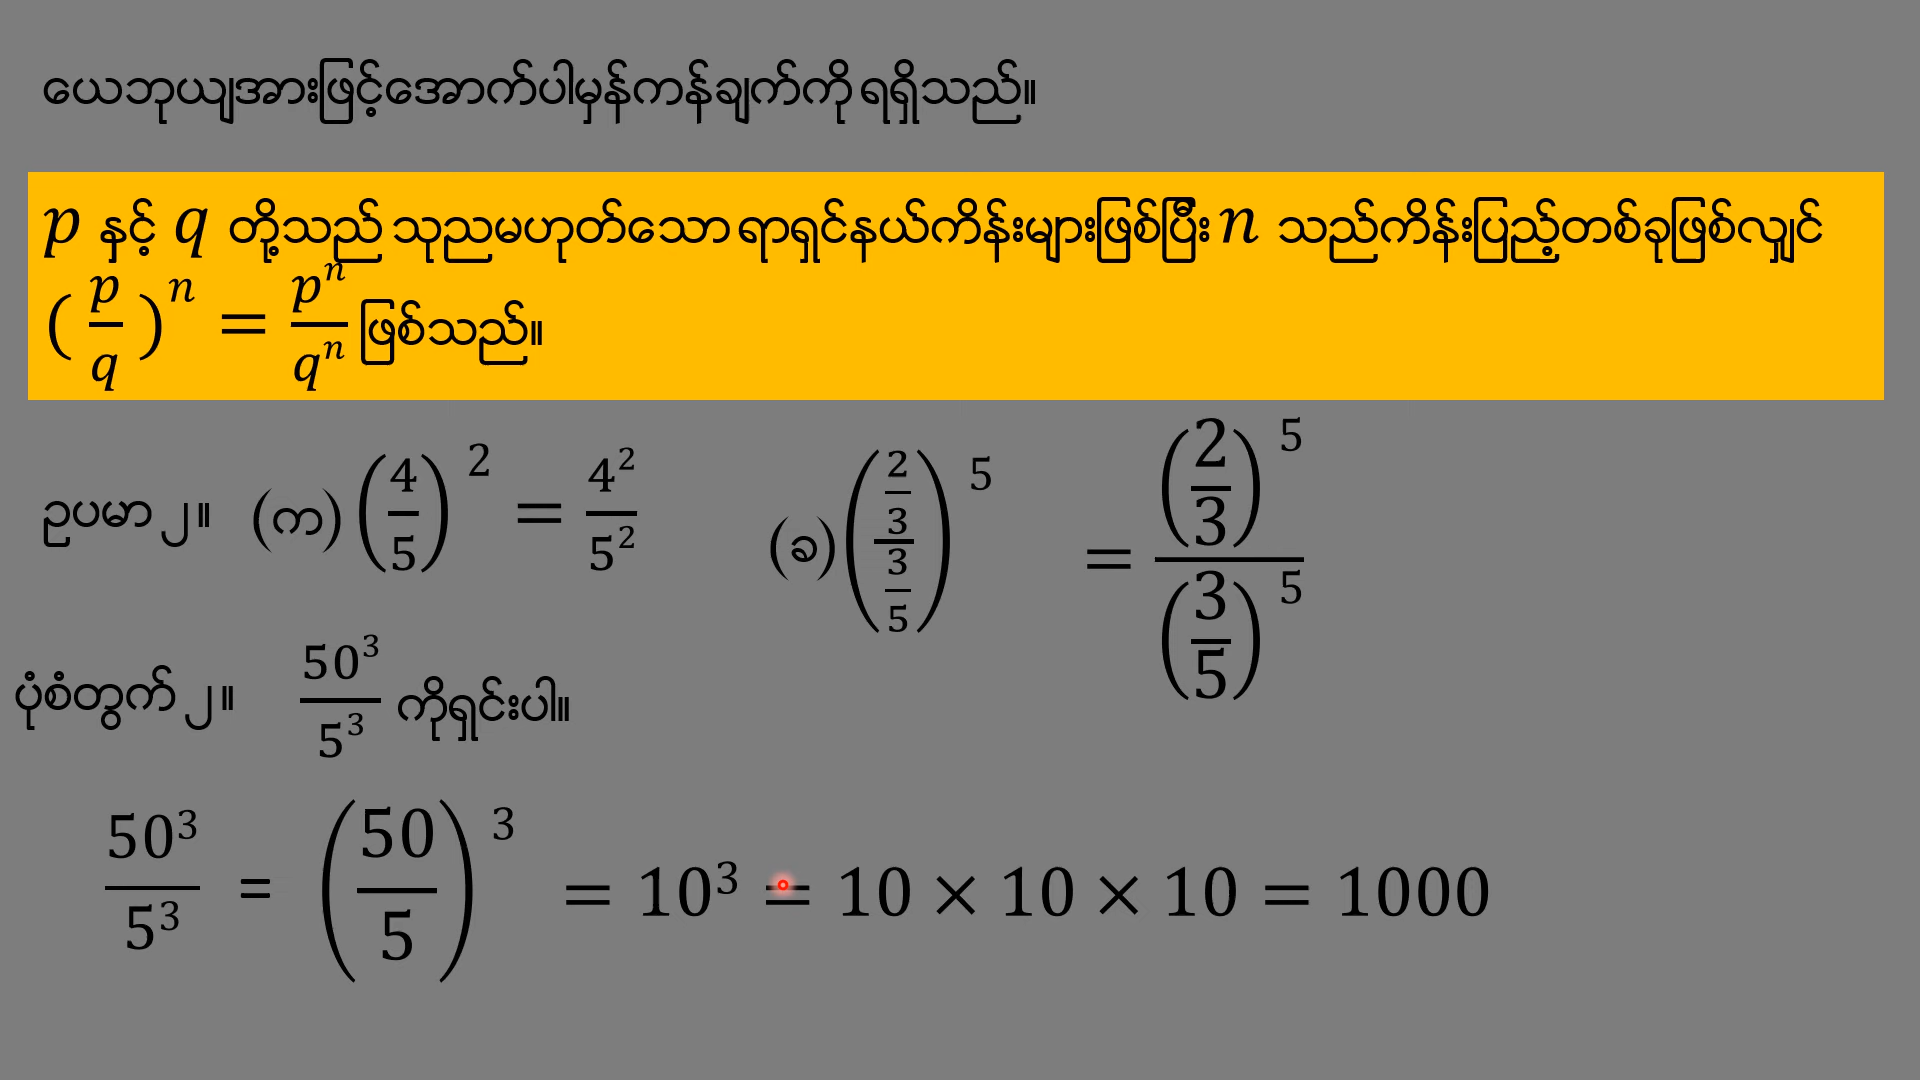 ယေဘုယျအားဖြင့်အောက်ပါမှန်ကန်ချက်ကို ရရှိသည်။
p နှင့် q တို့သည် သုညမဟုတ်သော ရာရှင်နယ်ကိန်းများဖြစ်ပြီး n သည်ကိန်းပြည့်တစ်ခုဖြစ်လျှင်
(p/q)^n = p^n/q^n ဖြစ်သည်။
ဥပမာ ၂။ (က) (4/5)^2 = 4^2/5^2 (ခ) ((2/3)/(3/5))^5 = (2/3)^5/(3/5)^5
ပုံစံတွက် ၂။ 50^3/5^3 ကိုရှင်းပါ။
50^3/5^3 = (50/5)^3 = 10^3 = 10 × 10 × 10 = 1000